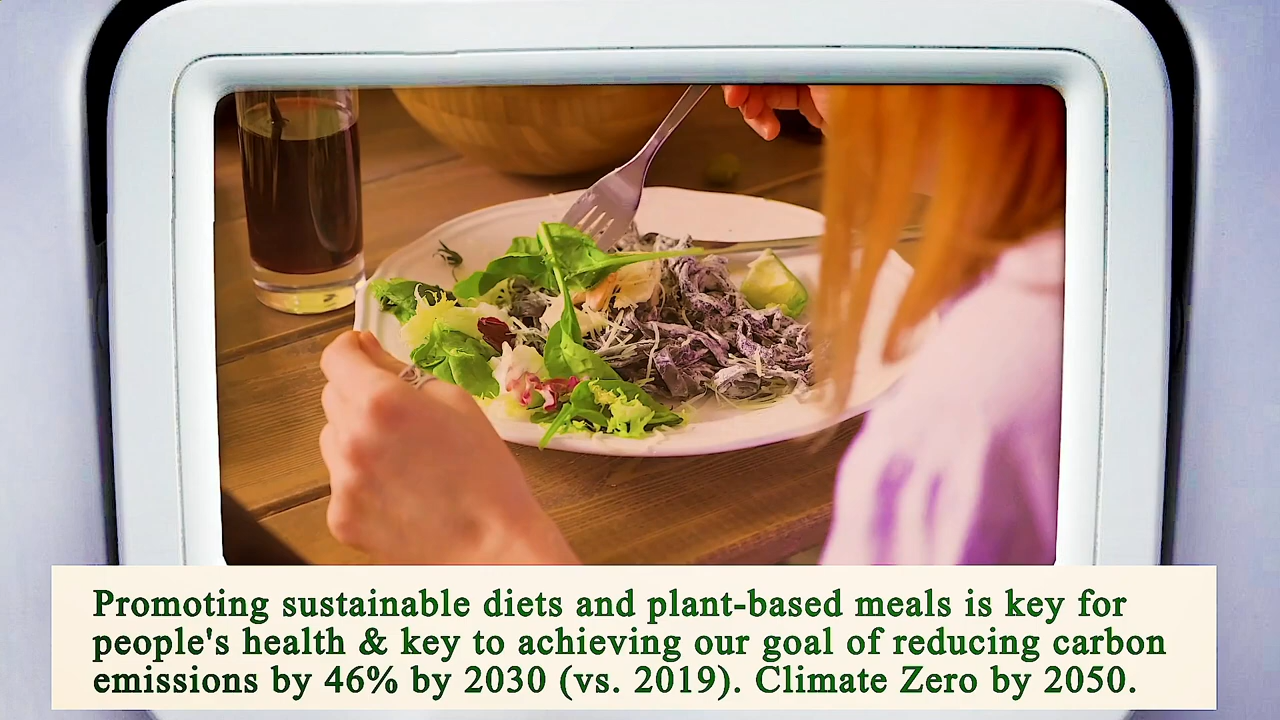 Promoting sustainable diets and plant-based meals is key for
people's health & key to achieving our goal of reducing carbon
emissions by 46% by 2030 (vs. 2019). Climate Zero by 2050.